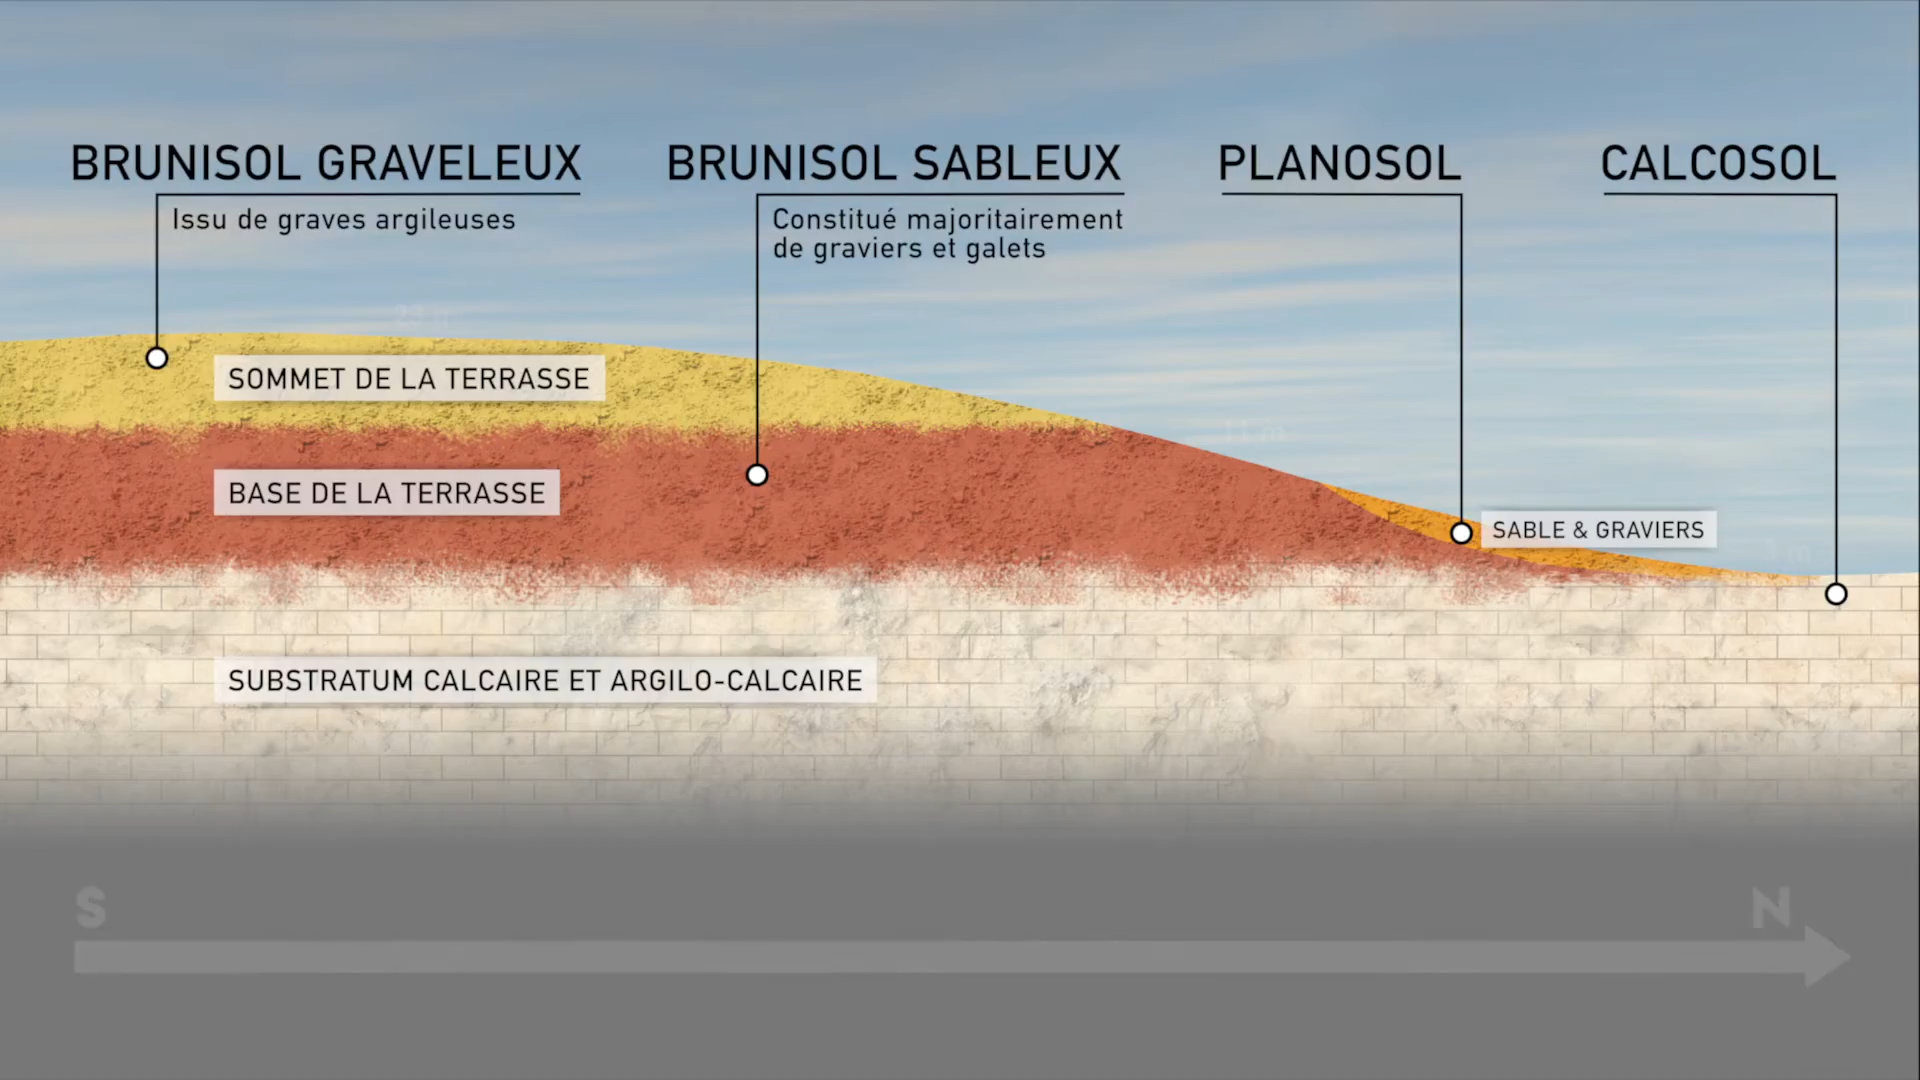 BRUNISOL GRAVELEUX
Issu de graves argileuses
BRUNISOL SABLEUX
Constitué majoritairement
de graviers et galets
PLANOSOL
CALCOSOL
SOMMET DE LA TERRASSE
BASE DE LA TERRASSE
SABLE & GRAVIERS
SUBSTRATUM CALCAIRE ET ARGILO-CALCAIRE
S
N